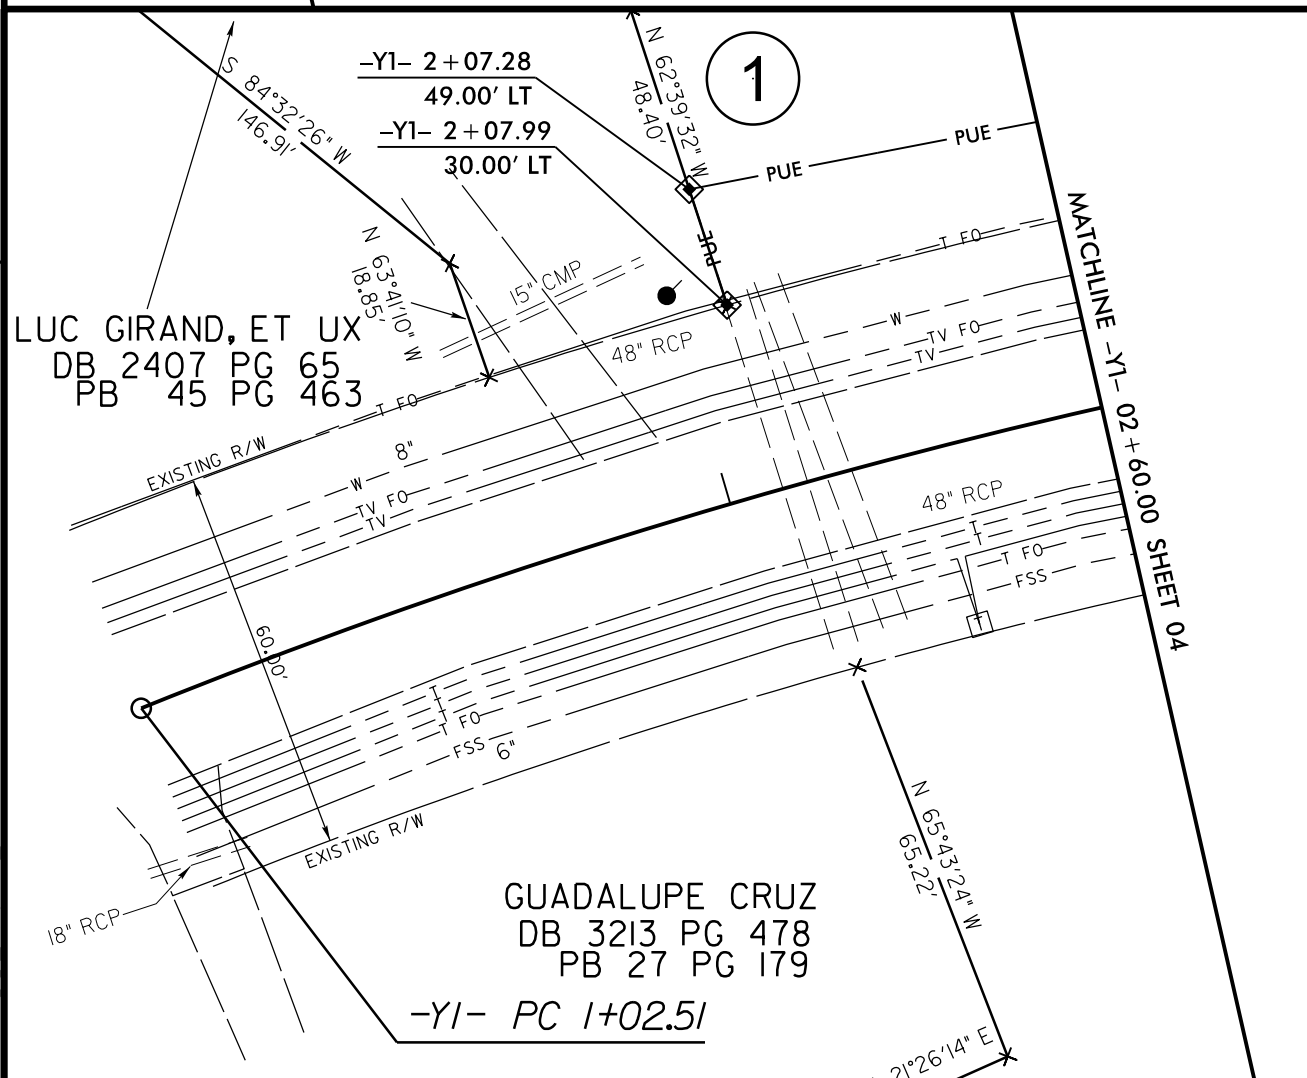 -Y1- 2+07.28
49.00' LT
-Y1- 2+07.99
30.00' LT
1
N 62°39'32" W
48.40'
S 84°32'26" W
146.91'
PUE
PUE
PUE
N 63°41'10" W
18.85'
15" CMP
T FO
MATCHLINE -Y1- 02+60.00 SHEET 04
LUC GIRAND, ET UX
DB 2407 PG 65
PB 45 PG 463
48" RCP
W
TV FO
TV
T FO
EXISTING R/W
8"
W
TV FO
TV
48" RCP
T
T
T FO
FSS
T
60.00'
T
T
T FO
FSS
6"
EXISTING R/W
18" RCP
N 65°43'24" W
65.22'
GUADALUPE CRUZ
DB 3213 PG 478
PB 27 PG 179
-Y1- PC 1+02.51
21°26'14" E